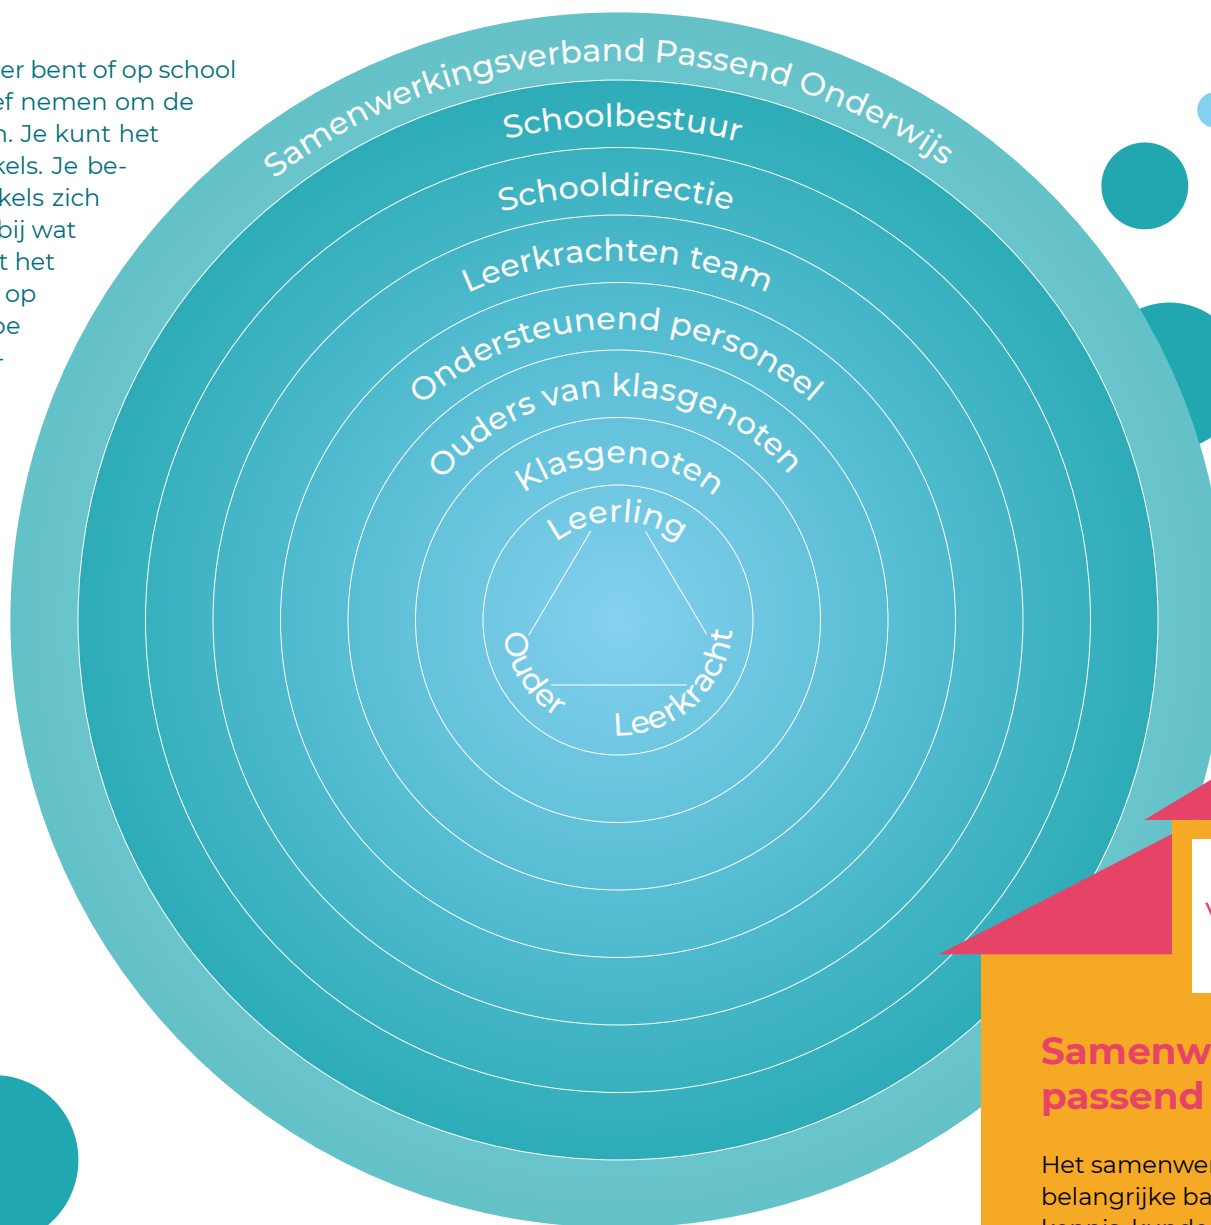 er bent of op school
ef nemen om de
n. Je kunt het
kels. Je be-
kels zich
bij wat
t het
op
oe
-
Samenwerkingsverband Passend Onderwijs
Schoolbestuur
Schooldirectie
Leerkrachten team
Ondersteunend personeel
Ouders van klasgenoten
Klasgenoten
Leerling
Ouder
Leerkracht
Samenw
passend
Het samenwer
belangrijke ba